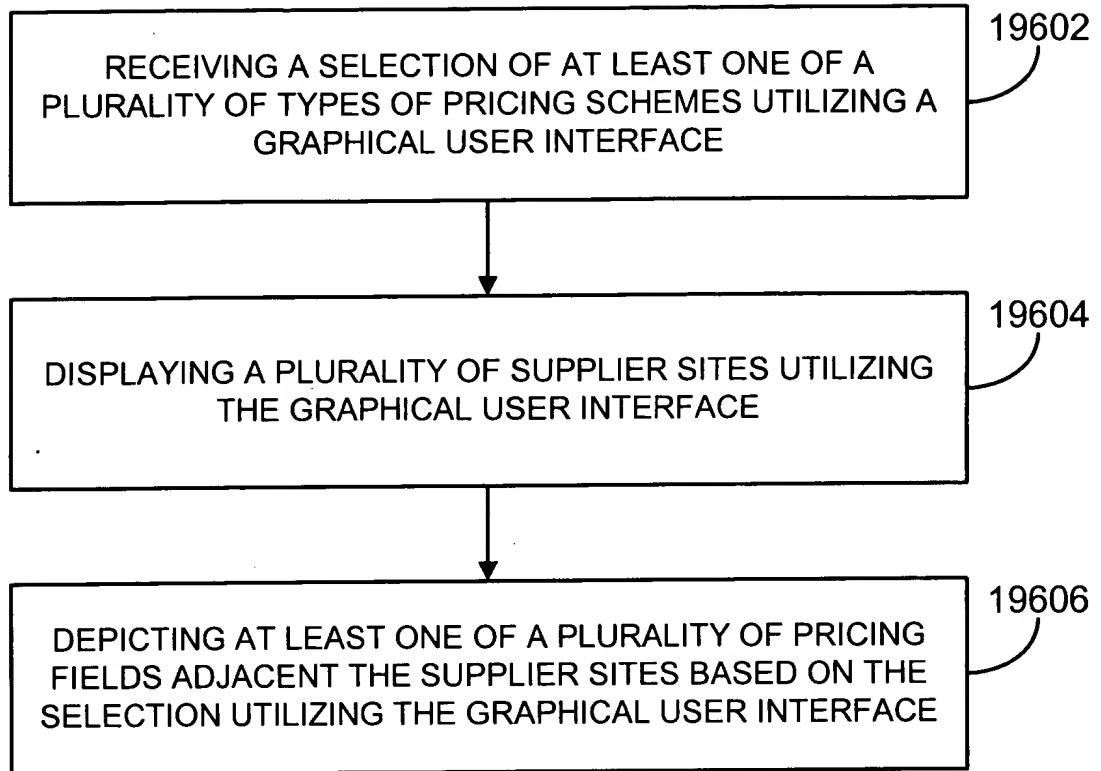 19602
RECEIVING A SELECTION OF AT LEAST ONE OF A
PLURALITY OF TYPES OF PRICING SCHEMES UTILIZING A
GRAPHICAL USER INTERFACE
19604
DISPLAYING A PLURALITY OF SUPPLIER SITES UTILIZING
THE GRAPHICAL USER INTERFACE
19606
DEPICTING AT LEAST ONE OF A PLURALITY OF PRICING
FIELDS ADJACENT THE SUPPLIER SITES BASED ON THE
SELECTION UTILIZING THE GRAPHICAL USER INTERFACE